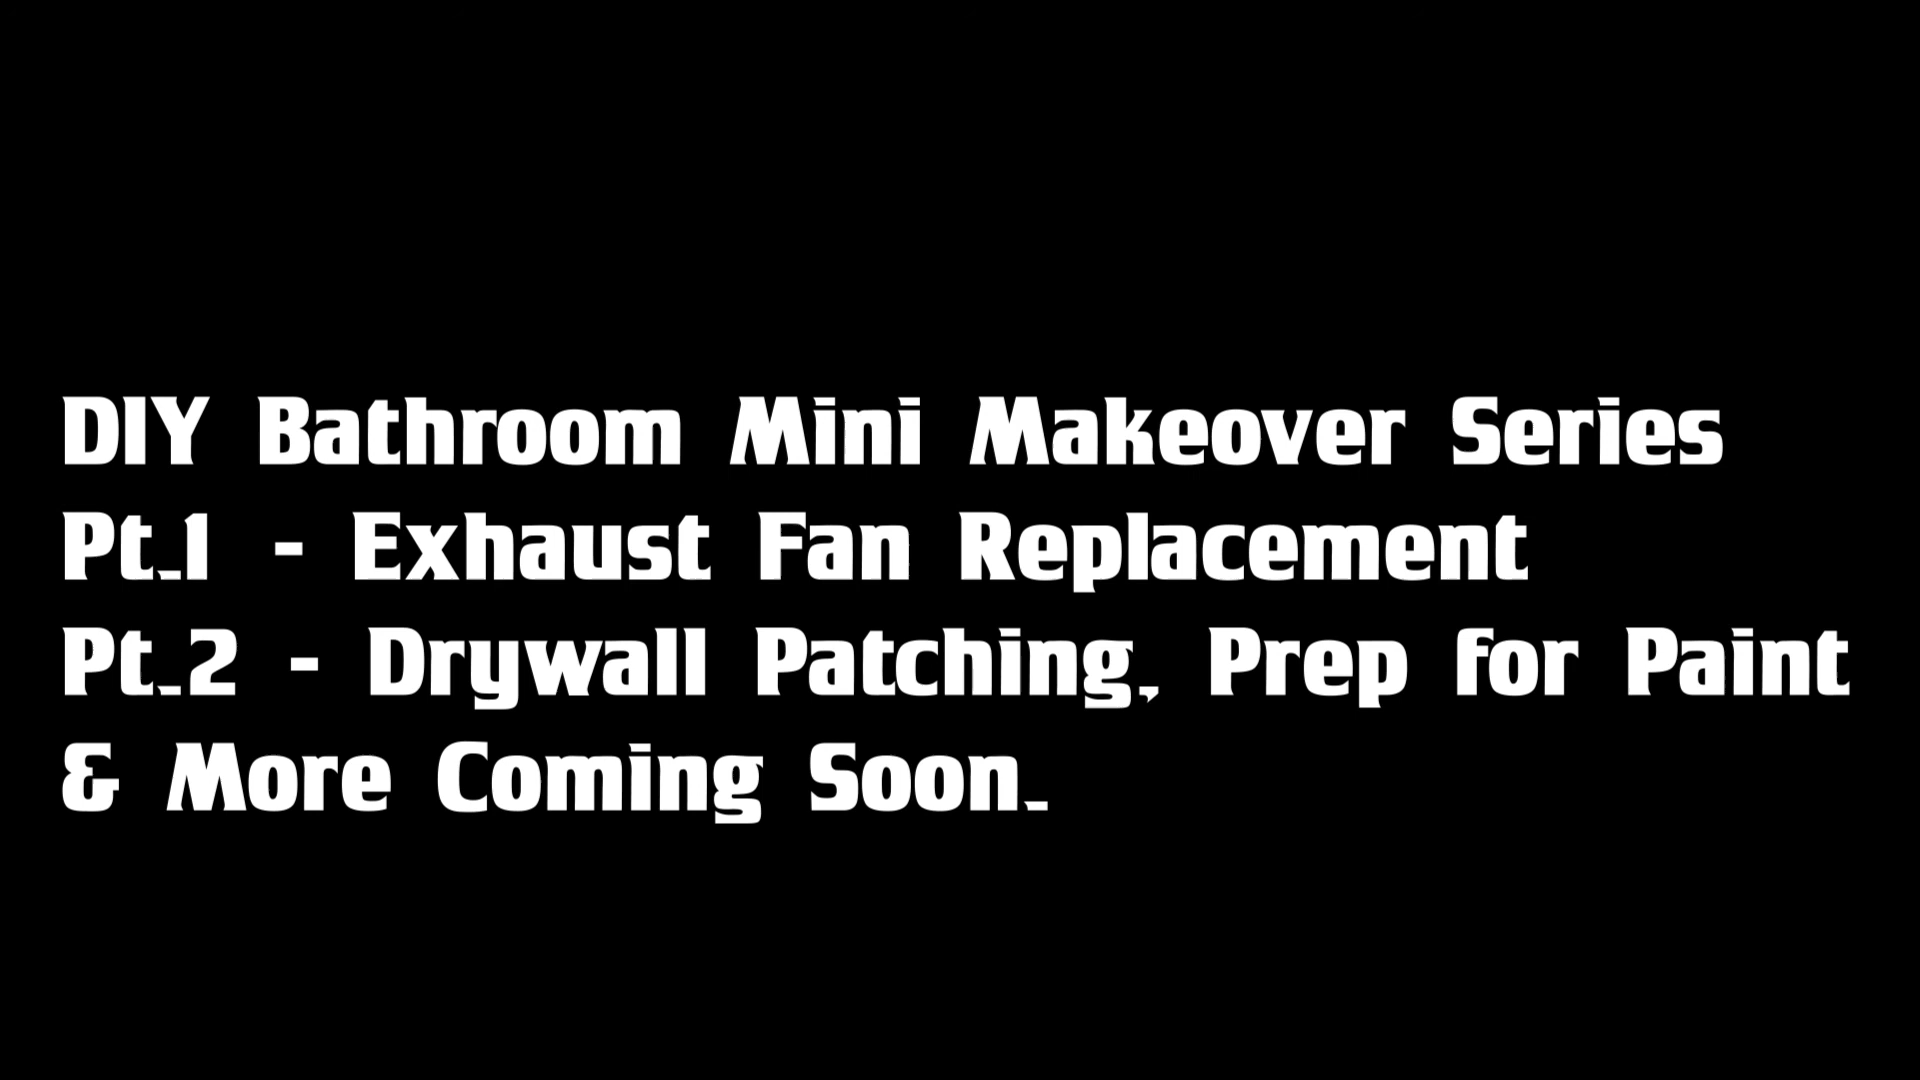 DIY Bathroom Mini Makeover Series
Pt.1 - Exhaust Fan Replacement
Pt.2 - Drywall Patching, Prep for Paint
& More Coming Soon.